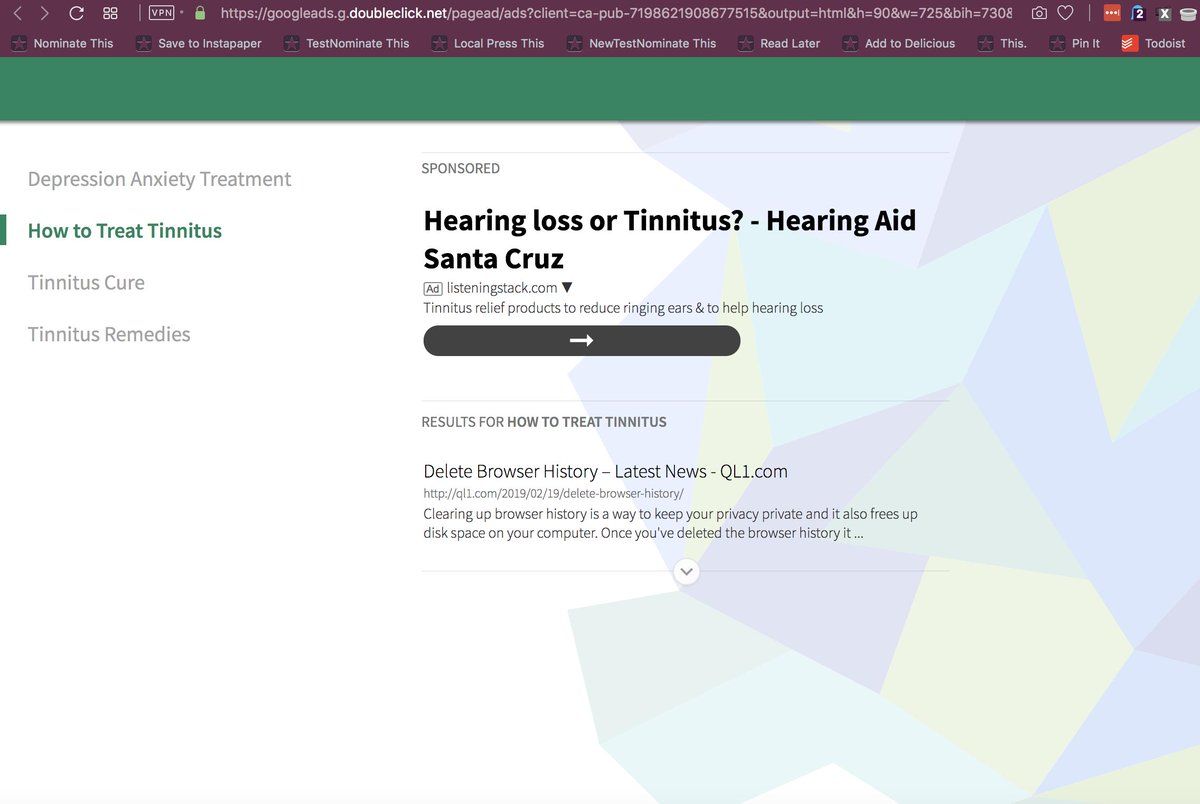 VPN
https://googleads.g.doubleclick.net/pagead/ads?client=ca-pub-7198621908677515&output=html&h=90&w=725&bih=730&
2
X
Nominate This
Save to Instapaper
TestNominate This
Local Press This
NewTestNominate This
Read Later
Add to Delicious
This.
Pin It
Todoist
Depression Anxiety Treatment
How to Treat Tinnitus
Tinnitus Cure
Tinnitus Remedies
SPONSORED
Hearing loss or Tinnitus? - Hearing Aid
Santa Cruz
Ad listeningstack.com ▼
Tinnitus relief products to reduce ringing ears & to help hearing loss
RESULTS FOR HOW TO TREAT TINNITUS
Delete Browser History – Latest News - QL1.com
http://ql1.com/2019/02/19/delete-browser-history/
Clearing up browser history is a way to keep your privacy private and it also frees up
disk space on your computer. Once you've deleted the browser history it ...